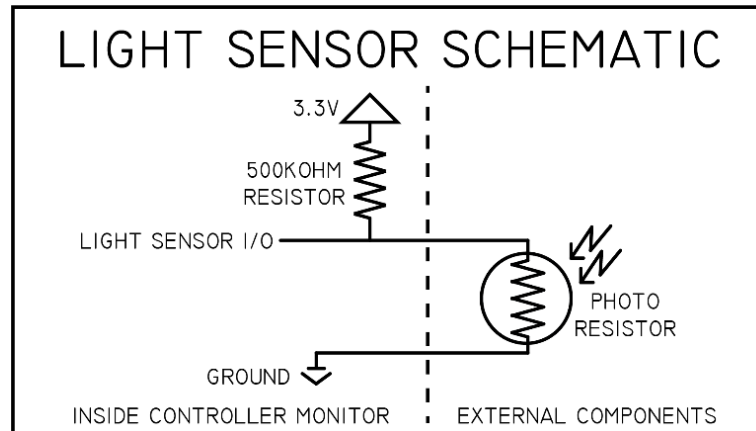 LIGHT SENSOR SCHEMATIC
3.3V
500KOHM
RESISTOR
LIGHT SENSOR I/O
PHOTO
RESISTOR
GROUND
INSIDE CONTROLLER MONITOR
EXTERNAL COMPONENTS